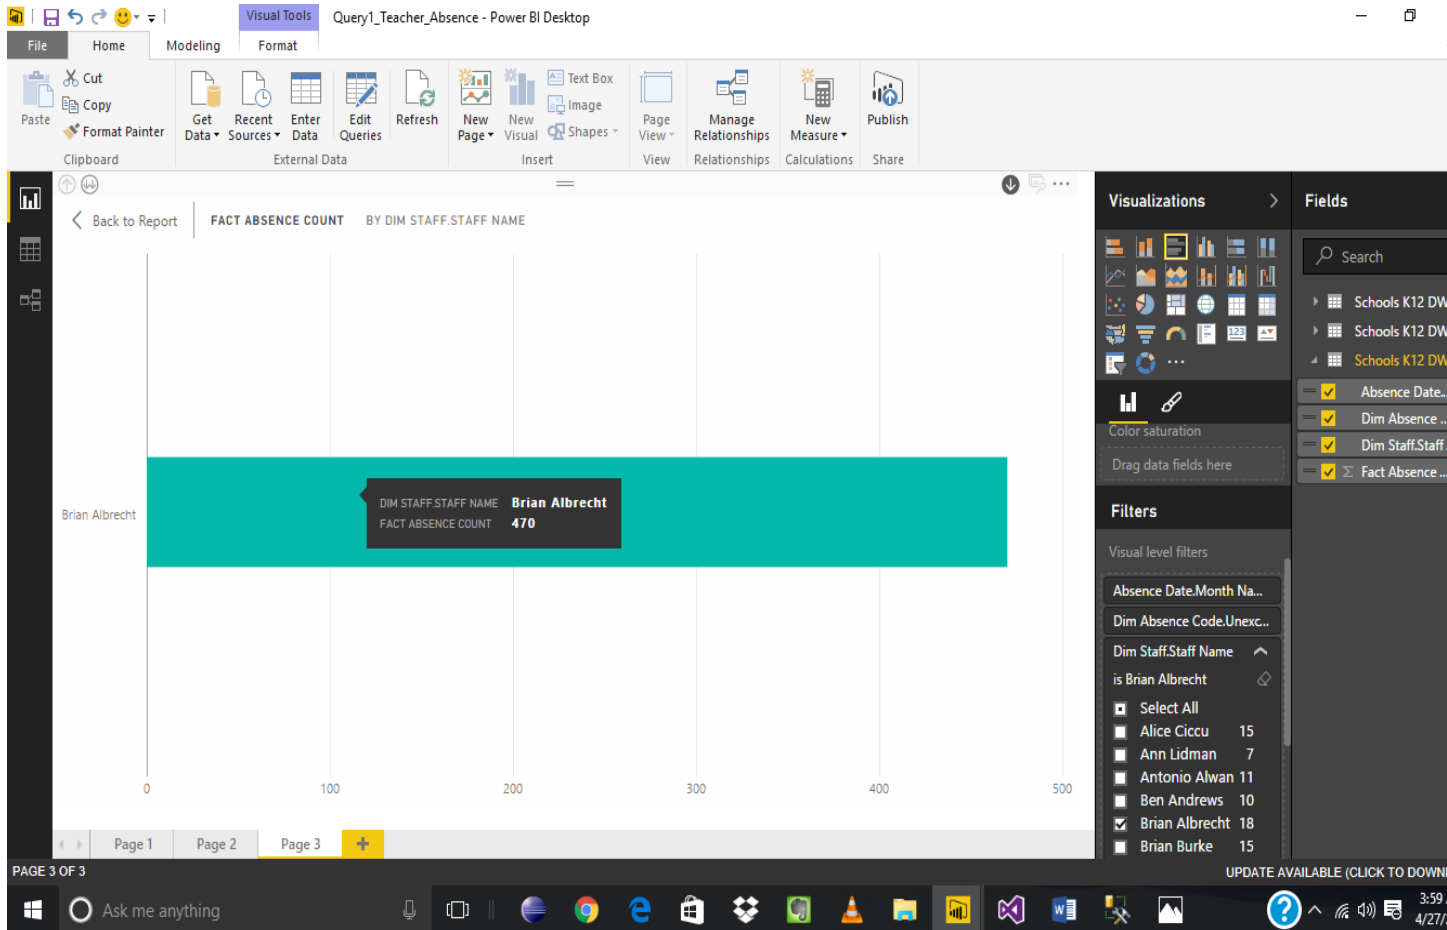 Visual Tools Query1_Teacher_Absence - Power BI Desktop
File Home Modeling Format
Cut
Copy
Format Painter
Paste
Clipboard
Get Data
Recent Sources
Enter Data
Edit Queries
Refresh
External Data
New Page
New Visual
Text Box
Image
Shapes
Insert
Page View
View
Manage Relationships
Relationships
New Measure
Calculations
Publish
Share
Back to Report FACT ABSENCE COUNT BY DIM STAFF.STAFF NAME
Brian Albrecht
DIM STAFF.STAFF NAME Brian Albrecht
FACT ABSENCE COUNT 470
0 100 200 300 400 500
Page 1 Page 2 Page 3 +
Visualizations
123
Color saturation
Drag data fields here
Filters
Visual level filters
Absence Date.Month Na...
Dim Absence Code.Unexc...
Dim Staff.Staff Name
is Brian Albrecht
Select All
Alice Ciccu 15
Ann Lidman 7
Antonio Alwan 11
Ben Andrews 10
Brian Albrecht 18
Brian Burke 15
Fields
Search
Schools K12 DW
Schools K12 DW
Schools K12 DW
Absence Date...
Dim Absence ...
Dim Staff.Staff
Σ Fact Absence ...
PAGE 3 OF 3 UPDATE AVAILABLE (CLICK TO DOWN
Ask me anything
3:59
4/27/